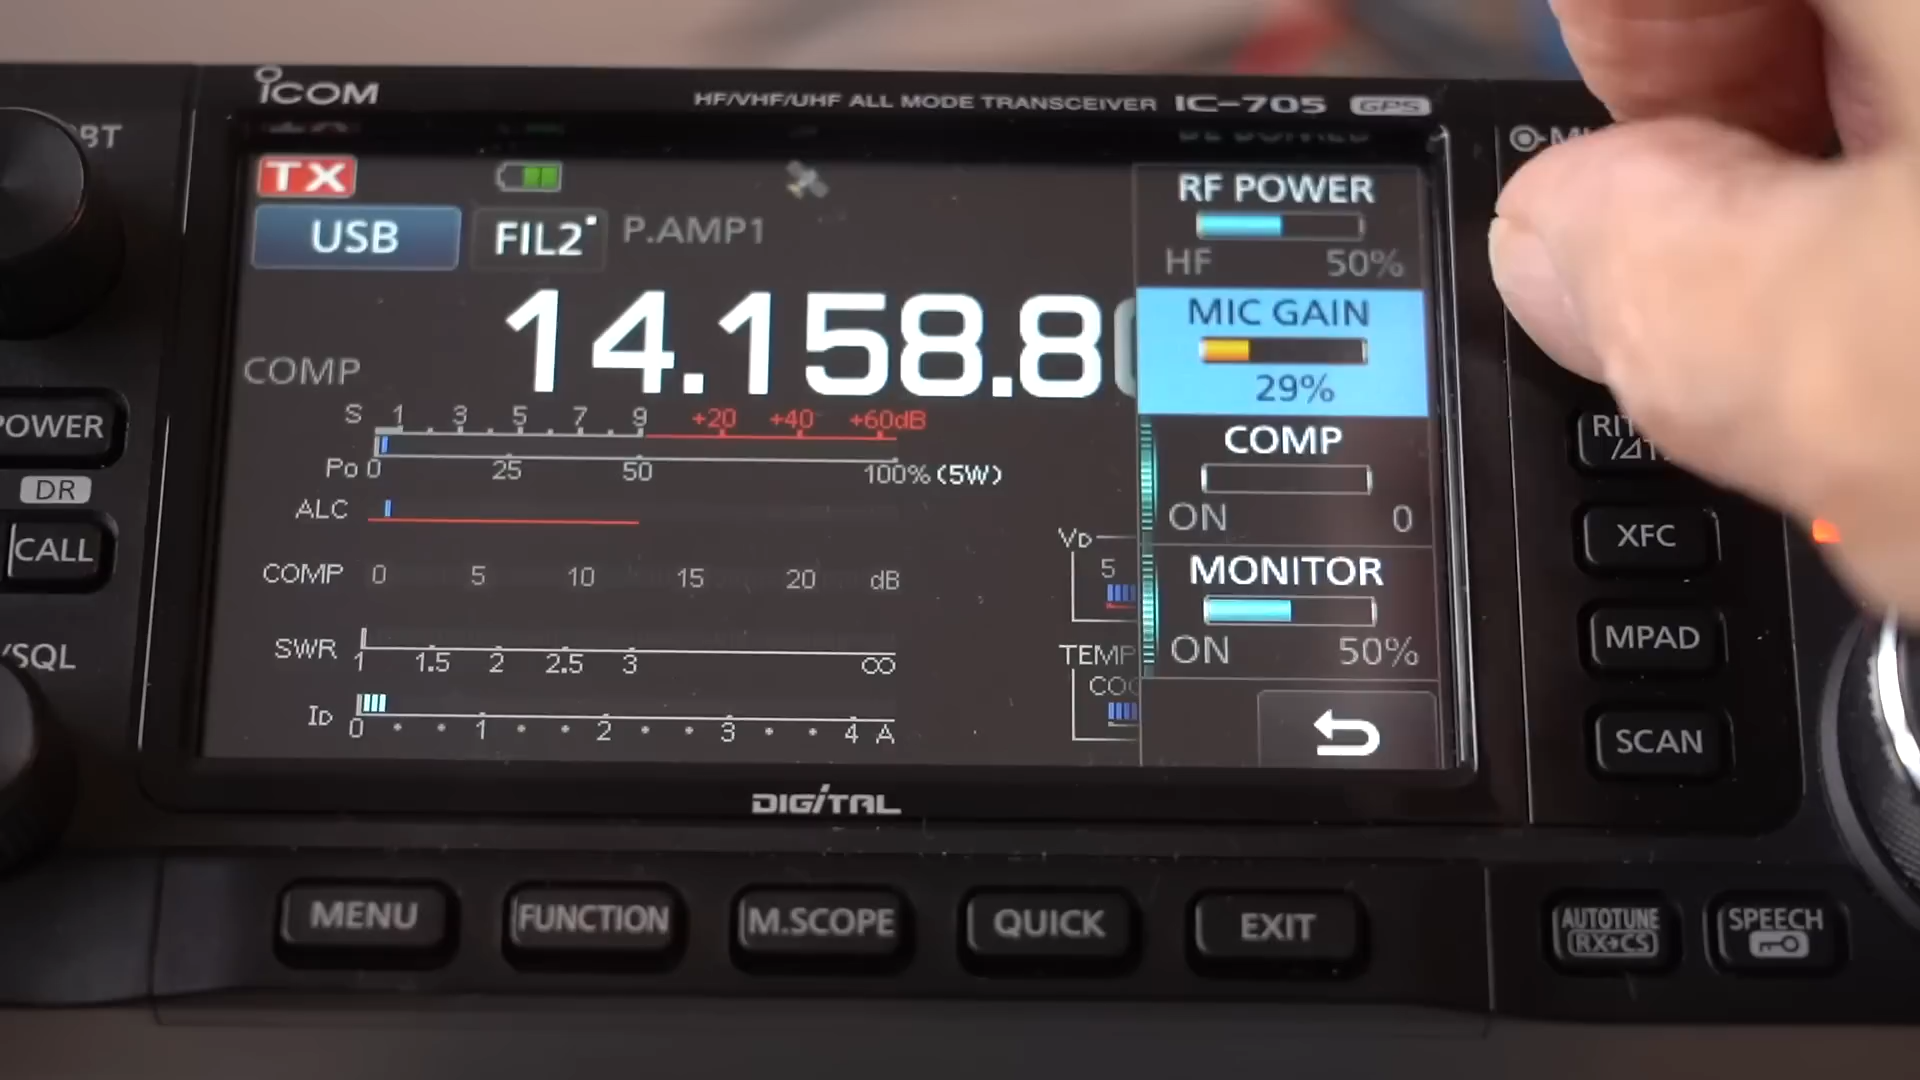 ICOM
HF/VHF/UHF ALL MODE TRANSCEIVER IC-705 GPS
TX
USB FIL2 P.AMP1
14.158.8
COMP
S 1 3 5 7 9 +20 +40 +60dB
Po 0 25 50 100% (5W)
ALC
COMP 0 5 10 15 20 dB
SWR 1 1.5 2 2.5 3 ∞
ID 0 1 2 3 4 A
VD
5
TEMP
RF POWER
HF 50%
MIC GAIN
29%
COMP
ON 0
MONITOR
ON 50%
DIGITAL
POWER
DR
CALL
/SQL
XFC
MPAD
SCAN
MENU FUNCTION M.SCOPE QUICK EXIT
AUTOTUNE
RX→CS
SPEECH